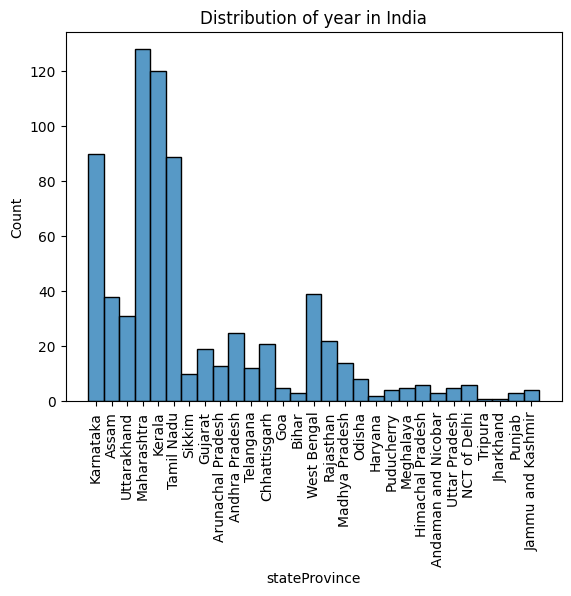 Distribution of year in India
Count
120
100
80
60
40
20
0
Karnataka
Assam
Uttarakhand
Maharashtra
Kerala
Tamil Nadu
Sikkim
Gujarat
Arunachal Pradesh
Andhra Pradesh
Telangana
Chhattisgarh
Goa
Bihar
West Bengal
Rajasthan
Madhya Pradesh
Odisha
Haryana
Puducherry
Meghalaya
Himachal Pradesh
Andaman and Nicobar
Uttar Pradesh
NCT of Delhi
Tripura
Jharkhand
Punjab
Jammu and Kashmir
stateProvince